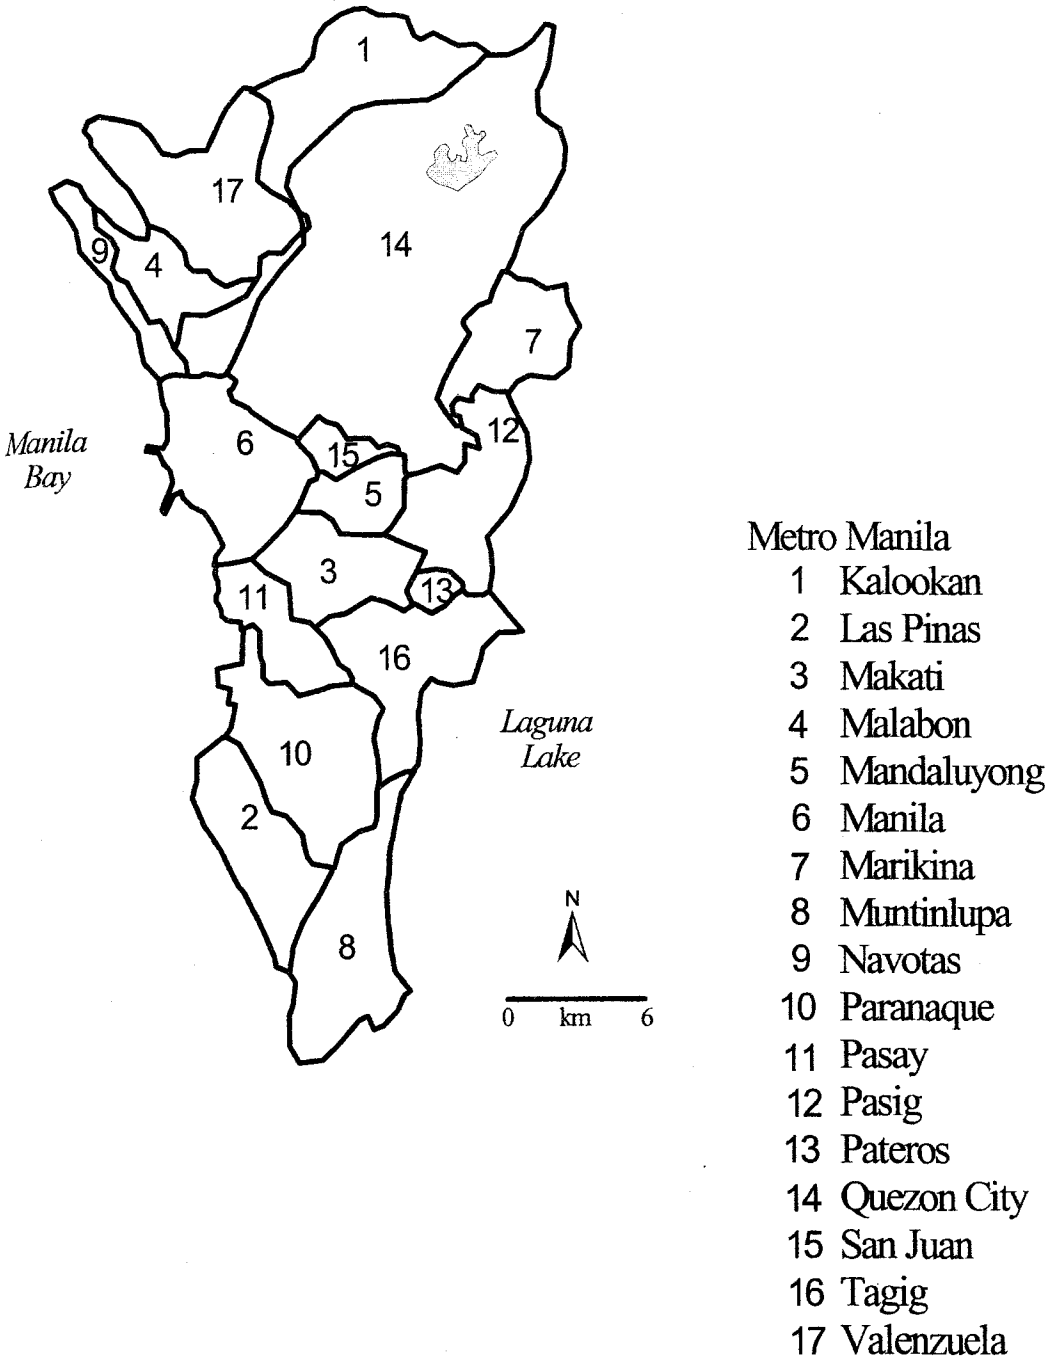 1
17
14
9
4
7
12
6
15
Manila
Bay
5
3
13
11
16
Laguna
Lake
10
2
8
N
0 km 6
Metro Manila
1 Kalookan
2 Las Pinas
3 Makati
4 Malabon
5 Mandaluyong
6 Manila
7 Marikina
8 Muntinlupa
9 Navotas
10 Paranaque
11 Pasay
12 Pasig
13 Pateros
14 Quezon City
15 San Juan
16 Tagig
17 Valenzuela